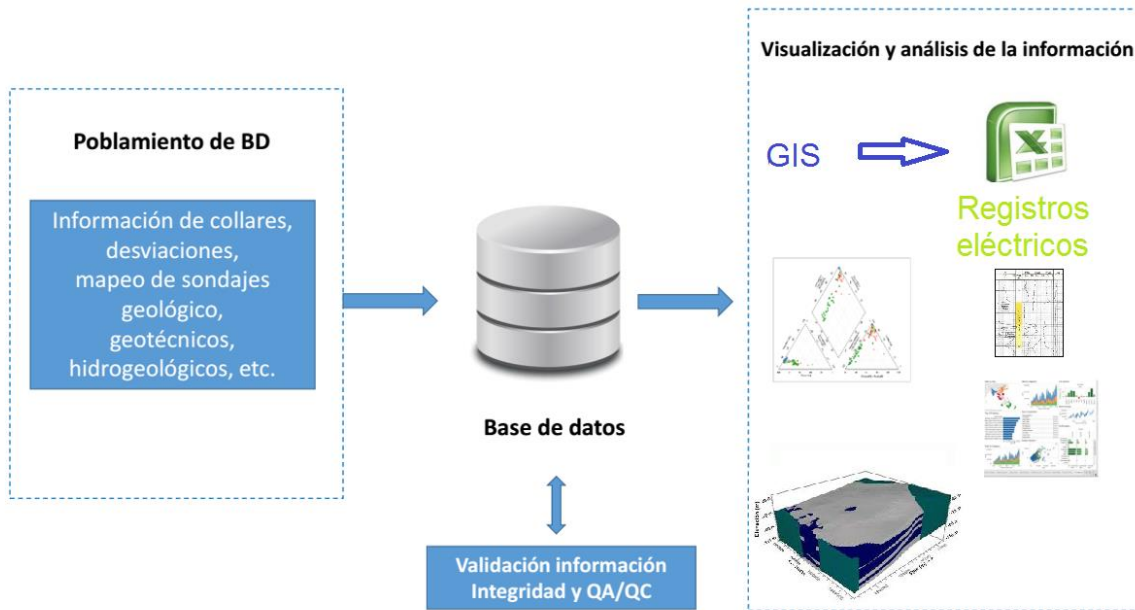 Poblamiento de BD
Información de collares,
desviaciones,
mapeo de sondajes
geológico,
geotécnicos,
hidrogeológicos, etc.
Base de datos
Validación información
Integridad y QA/QC
Visualización y análisis de la información
GIS
Registros
eléctricos